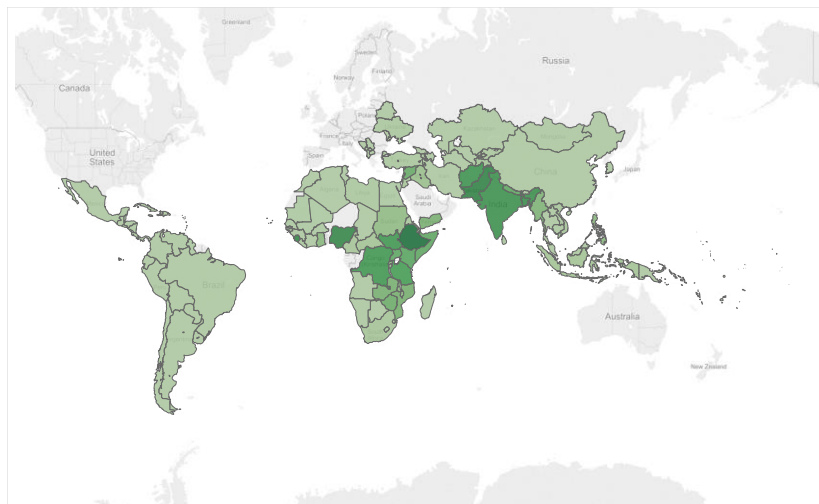 Greenland
Sweden
Finland
Norway
Russia
Canada
Poland
France
Italy
Spain
United
States
China
Japan
India
Saudi
Arabia
Brazil
Australia
New Zealand